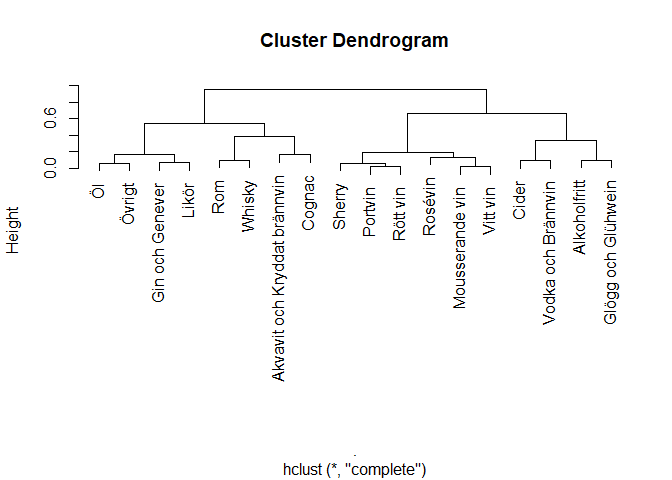 Cluster Dendrogram
Height
0.0
0.6
Öl
Övrigt
Gin och Genever
Likör
Rom
Whisky
Akvavit och Kryddat brännvin
Cognac
Sherry
Portvin
Rött vin
Rosévin
Mousserande vin
Vitt vin
Cider
Vodka och Brännvin
Alkoholfritt
Glögg och Glühwein
.
hclust (*, "complete")